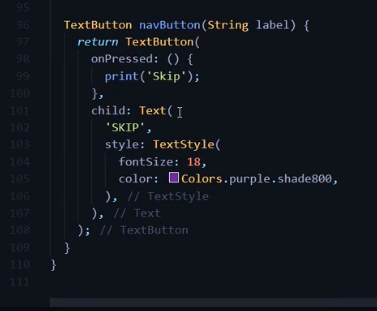 95
96 TextButton navButton(String label) {
97 return TextButton(
98 onPressed: () {
99 print('Skip');
100 },
101 child: Text(
102 'SKIP',
103 style: TextStyle(
104 fontSize: 18,
105 color: Colors.purple.shade800,
106 ), // TextStyle
107 ), // Text
108 ); // TextButton
109 }
110 }
111